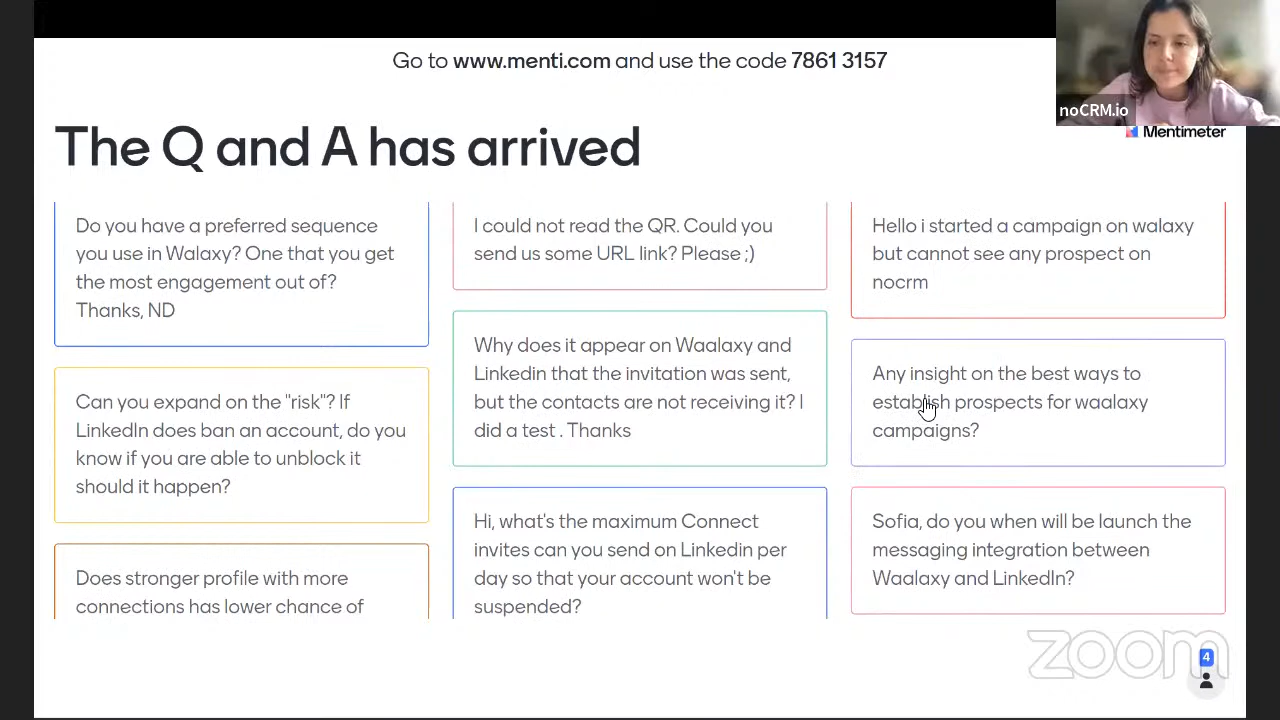 Go to www.menti.com and use the code 7861 3157
noCRM.io
Mentimeter
The Q and A has arrived
Do you have a preferred sequence
you use in Walaxy? One that you get
the most engagement out of?
Thanks, ND
Can you expand on the "risk"? If
LinkedIn does ban an account, do you
know if you are able to unblock it
should it happen?
Does stronger profile with more
connections has lower chance of
I could not read the QR. Could you
send us some URL link? Please ;)
Why does it appear on Waalaxy and
Linkedin that the invitation was sent,
but the contacts are not receiving it? I
did a test . Thanks
Hi, what's the maximum Connect
invites can you send on Linkedin per
day so that your account won't be
suspended?
Hello i started a campaign on walaxy
but cannot see any prospect on
nocrm
Any insight on the best ways to
establish prospects for waalaxy
campaigns?
Sofia, do you when will be launch the
messaging integration between
Waalaxy and LinkedIn?
zoom
4